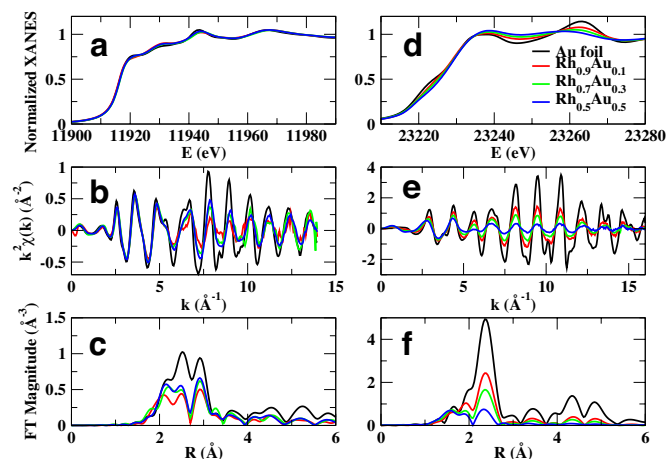 Normalized XANES
1
0.5
0
a
11900
11920
11940
11960
11980
E (eV)
1
0.5
0
d
Au foil
Rh0.9Au0.1
Rh0.7Au0.3
Rh0.5Au0.5
23220
23240
23260
23280
E (eV)
k²χ(k) (Å⁻²)
1
0.5
0
-0.5
b
0
5
10
15
k (Å⁻¹)
4
2
0
-2
e
0
5
10
15
k (Å⁻¹)
FT Magnitude (Å⁻³)
1.5
1
0.5
0
c
0
2
4
6
R (Å)
4
2
0
f
0
2
4
6
R (Å)